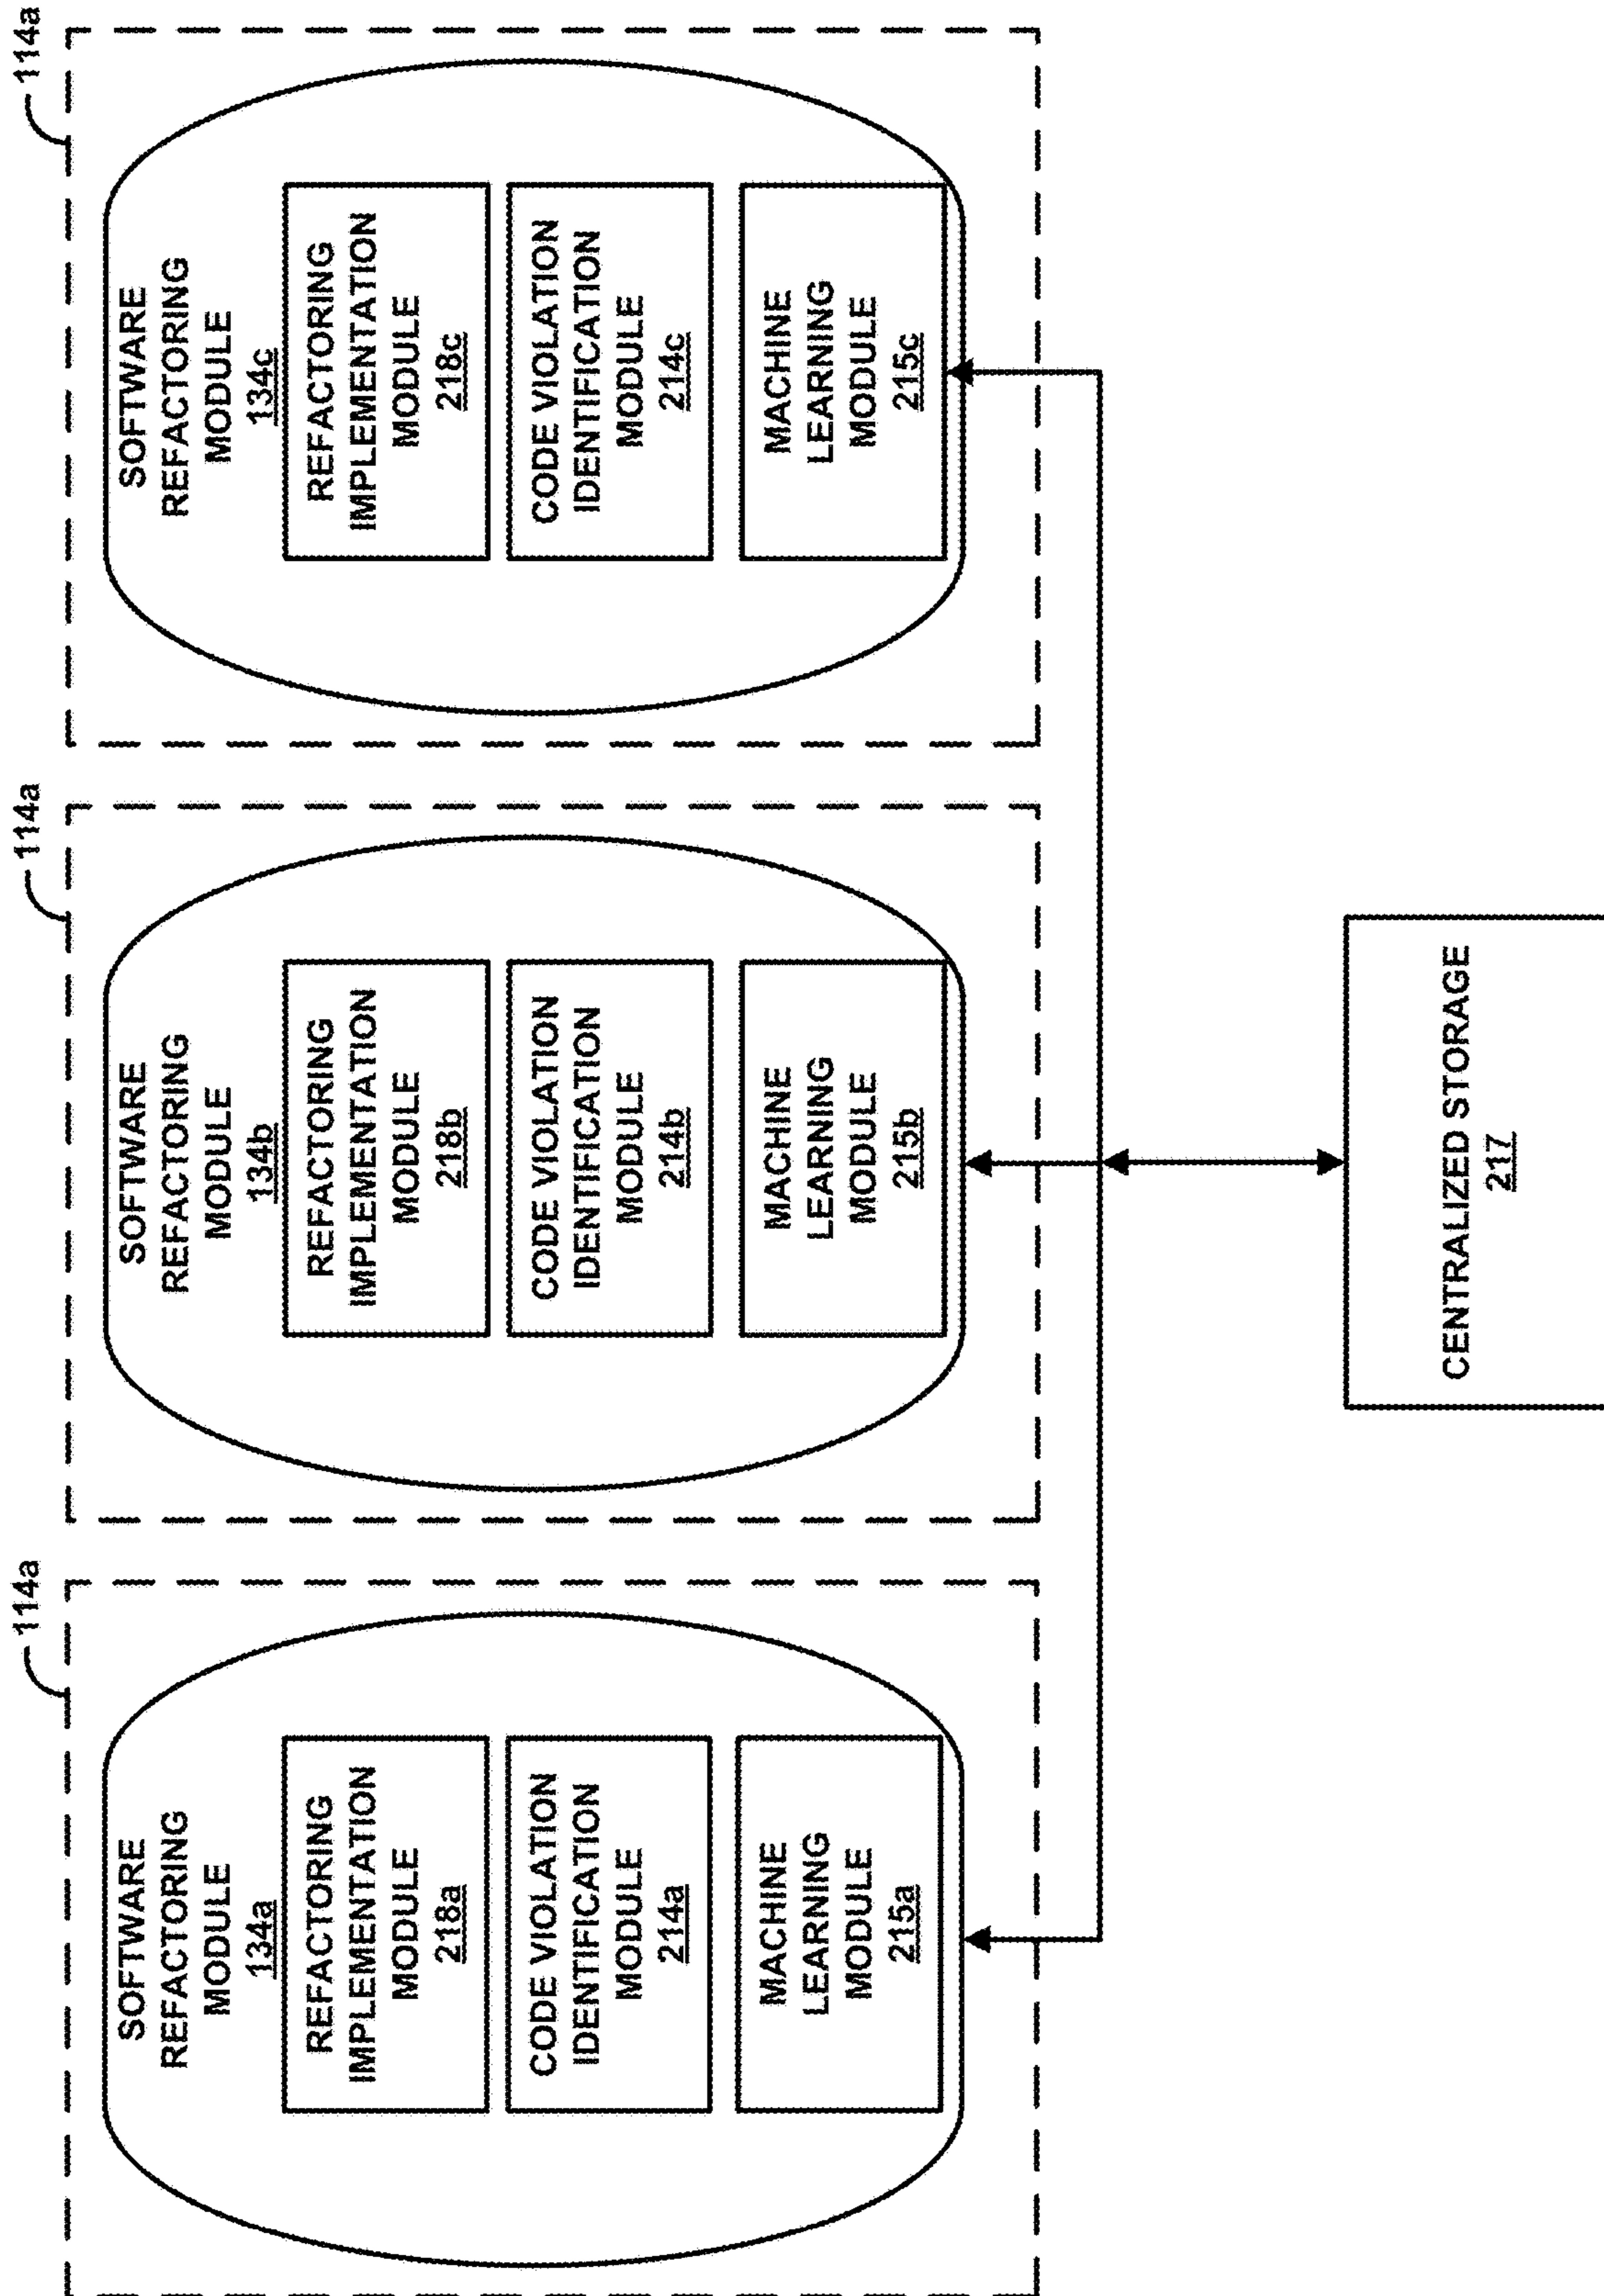 114a
SOFTWARE
REFACTORING
MODULE
134a
REFACTORING
IMPLEMENTATION
MODULE
218a
CODE VIOLATION
IDENTIFICATION
MODULE
214a
MACHINE
LEARNING
MODULE
215a
114a
SOFTWARE
REFACTORING
MODULE
134b
REFACTORING
IMPLEMENTATION
MODULE
218b
CODE VIOLATION
IDENTIFICATION
MODULE
214b
MACHINE
LEARNING
MODULE
215b
114a
SOFTWARE
REFACTORING
MODULE
134c
REFACTORING
IMPLEMENTATION
MODULE
218c
CODE VIOLATION
IDENTIFICATION
MODULE
214c
MACHINE
LEARNING
MODULE
215c
CENTRALIZED STORAGE
217